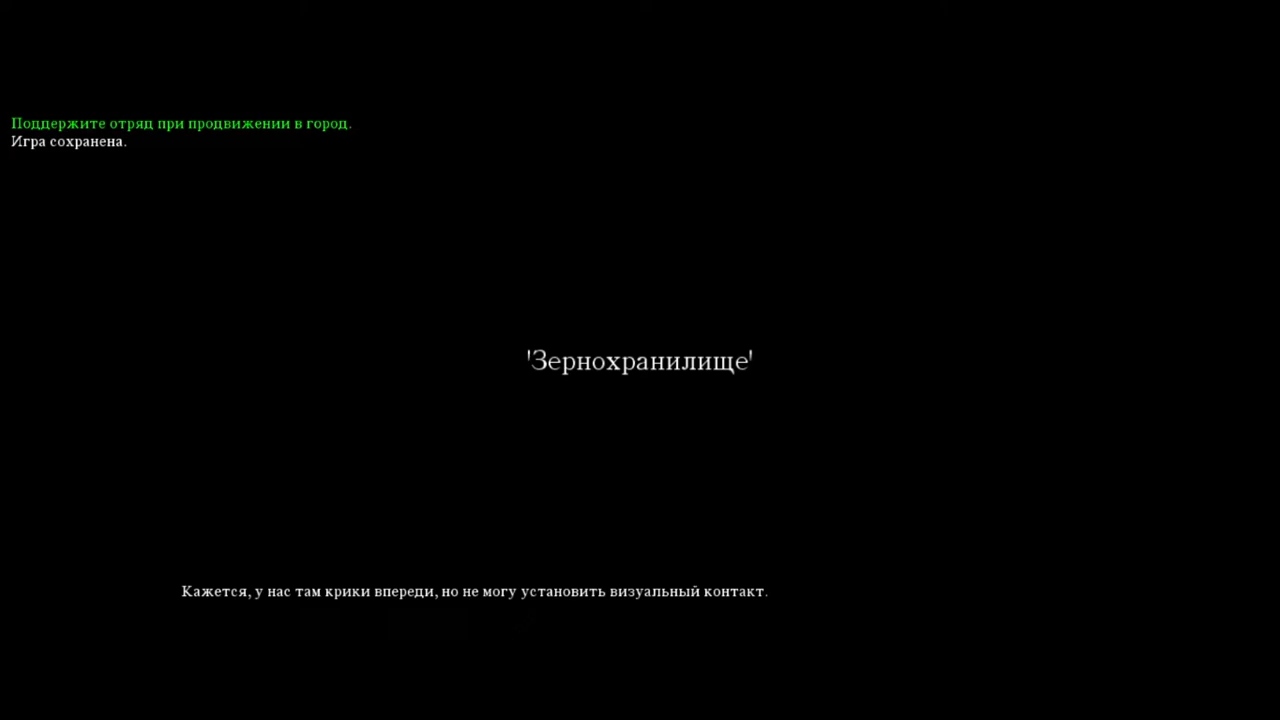 Поддержите отряд при продвижении в город.
Игра сохранена.
'Зернохранилище'
Кажется, у нас там крики впереди, но не могу установить визуальный контакт.